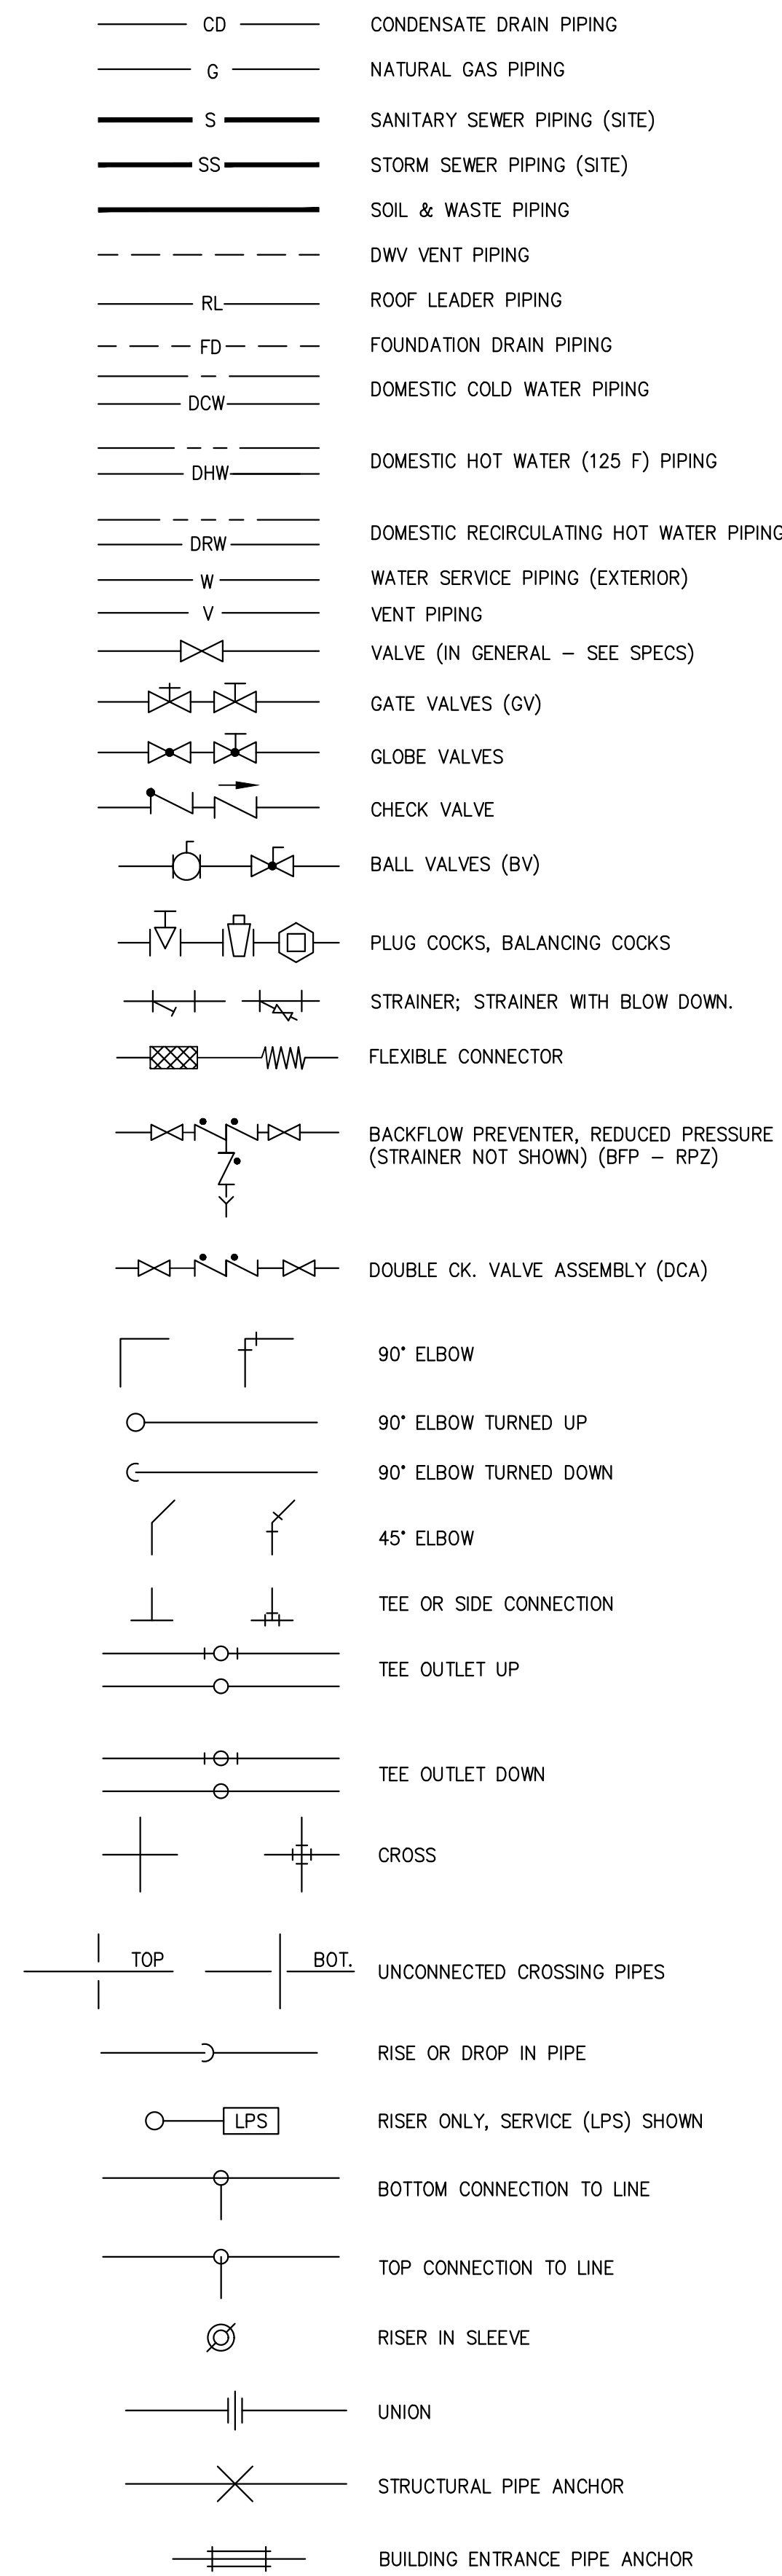 CD CONDENSATE DRAIN PIPING
G NATURAL GAS PIPING
S SANITARY SEWER PIPING (SITE)
SS STORM SEWER PIPING (SITE)
SOIL & WASTE PIPING
DWV VENT PIPING
RL ROOF LEADER PIPING
FD FOUNDATION DRAIN PIPING
DOMESTIC COLD WATER PIPING
DCW
DOMESTIC HOT WATER (125 F) PIPING
DHW
DOMESTIC RECIRCULATING HOT WATER PIPING
DRW
W WATER SERVICE PIPING (EXTERIOR)
V VENT PIPING
VALVE (IN GENERAL – SEE SPECS)
GATE VALVES (GV)
GLOBE VALVES
CHECK VALVE
BALL VALVES (BV)
PLUG COCKS, BALANCING COCKS
STRAINER; STRAINER WITH BLOW DOWN.
FLEXIBLE CONNECTOR
BACKFLOW PREVENTER, REDUCED PRESSURE
(STRAINER NOT SHOWN) (BFP – RPZ)
DOUBLE CK. VALVE ASSEMBLY (DCA)
90° ELBOW
90° ELBOW TURNED UP
90° ELBOW TURNED DOWN
45° ELBOW
TEE OR SIDE CONNECTION
TEE OUTLET UP
TEE OUTLET DOWN
CROSS
TOP BOT. UNCONNECTED CROSSING PIPES
RISE OR DROP IN PIPE
LPS RISER ONLY, SERVICE (LPS) SHOWN
BOTTOM CONNECTION TO LINE
TOP CONNECTION TO LINE
RISER IN SLEEVE
UNION
STRUCTURAL PIPE ANCHOR
BUILDING ENTRANCE PIPE ANCHOR